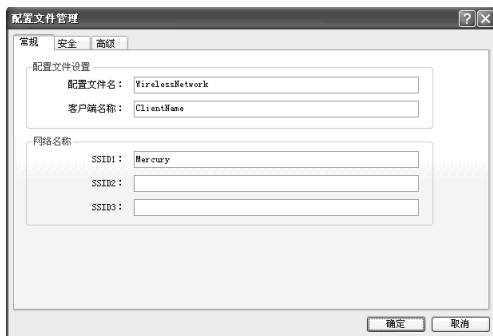 配置文件管理
常规 安全 高级
配置文件设置
配置文件名： WirelessNetwork
客户端名称： ClientName
网络名称
SSID1： Mercury
SSID2：
SSID3：
确定 取消